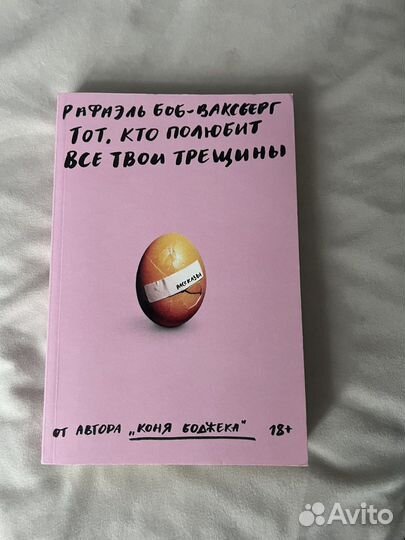 Рафаэль Боб-Ваксберг
Тот, кто полюбит
все твои трещины
рассказы
от автора „Коня БоДжека“ 18+
Avito